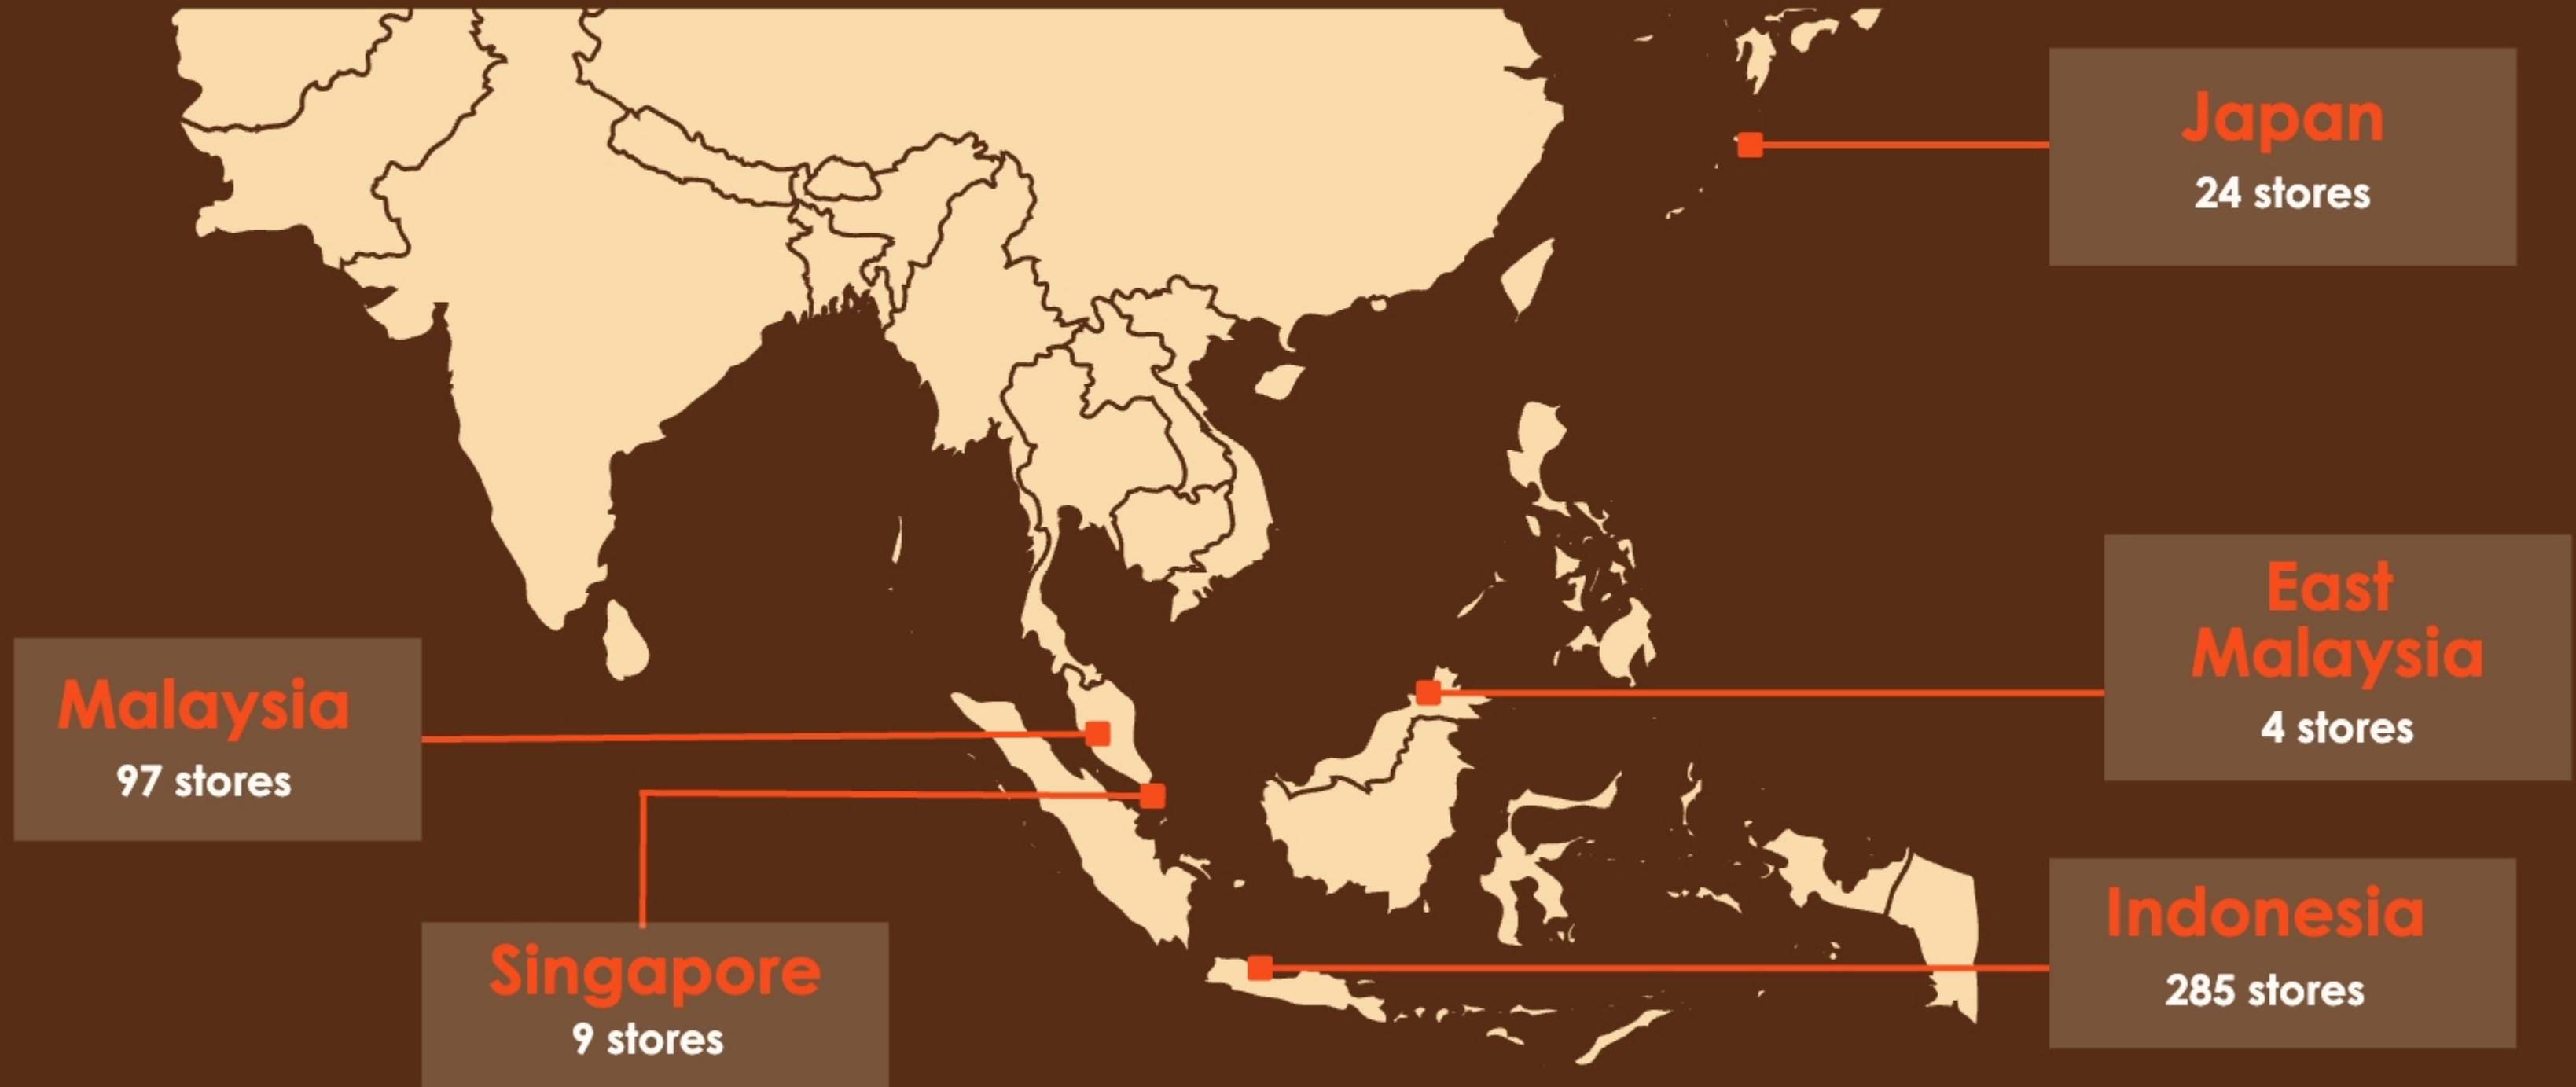 Japan
24 stores
East
Malaysia
4 stores
Malaysia
97 stores
Indonesia
285 stores
Singapore
9 stores